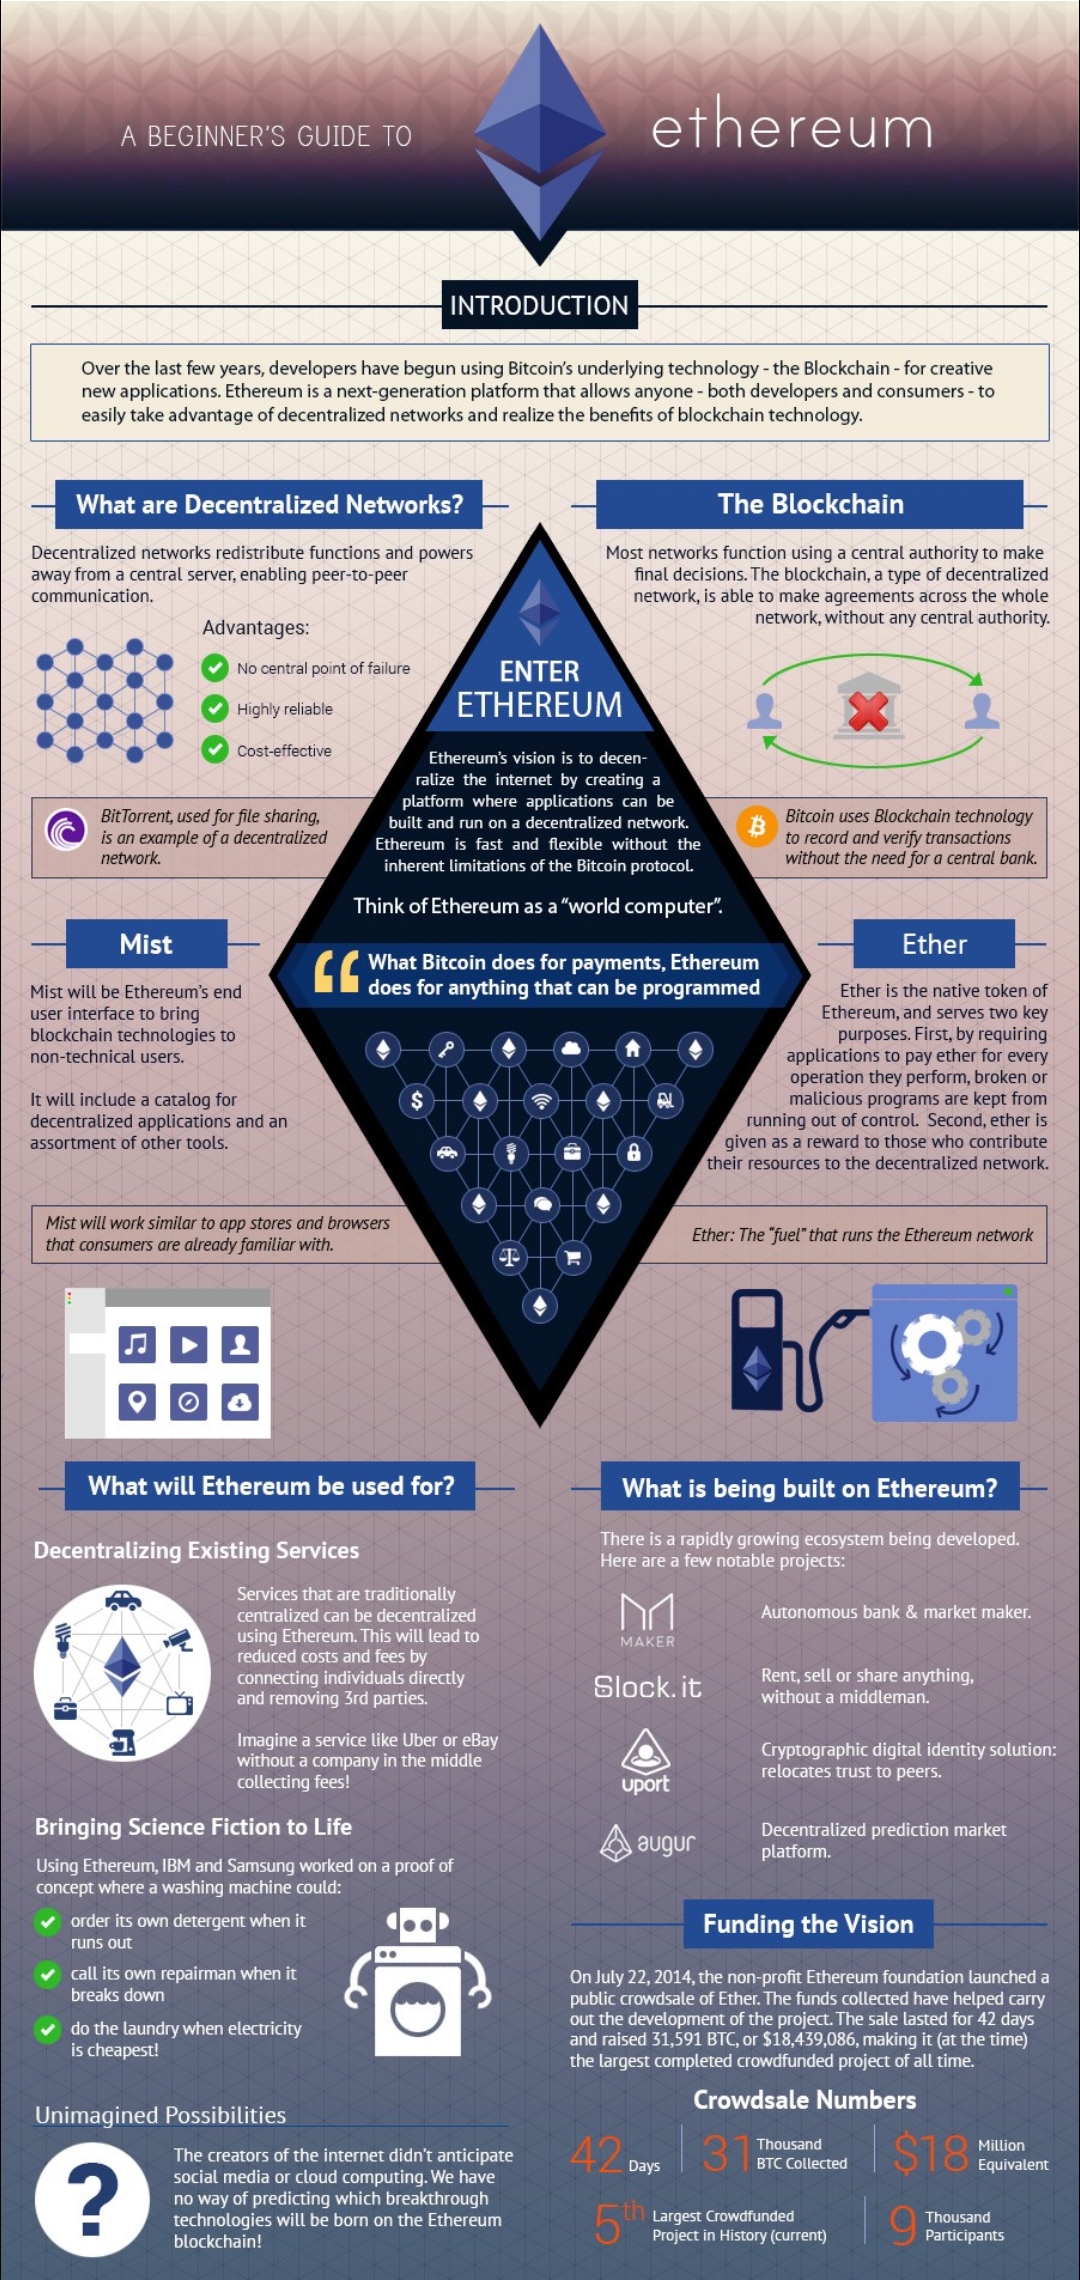 A BEGINNER'S GUIDE TO
ethereum
INTRODUCTION
Over the last few years, developers have begun using Bitcoin's underlying technology - the Blockchain - for creative
new applications. Ethereum is a next-generation platform that allows anyone - both developers and consumers - to
easily take advantage of decentralized networks and realize the benefits of blockchain technology.
What are Decentralized Networks?
Decentralized networks redistribute functions and powers
away from a central server, enabling peer-to-peer
communication.
Advantages:
No central point of failure
Highly reliable
Cost-effective
BitTorrent, used for file sharing,
is an example of a decentralized
network.
The Blockchain
Most networks function using a central authority to make
final decisions. The blockchain, a type of decentralized
network, is able to make agreements across the whole
network, without any central authority.
Bitcoin uses Blockchain technology
to record and verify transactions
without the need for a central bank.
ENTER
ETHEREUM
Ethereum's vision is to decen-
ralize the internet by creating a
platform where applications can be
built and run on a decentralized network.
Ethereum is fast and flexible without the
inherent limitations of the Bitcoin protocol.
Think of Ethereum as a “world computer”.
“ What Bitcoin does for payments, Ethereum
does for anything that can be programmed
Mist
Mist will be Ethereum's end
user interface to bring
blockchain technologies to
non-technical users.
It will include a catalog for
decentralized applications and an
assortment of other tools.
Mist will work similar to app stores and browsers
that consumers are already familiar with.
Ether
Ether is the native token of
Ethereum, and serves two key
purposes. First, by requiring
applications to pay ether for every
operation they perform, broken or
malicious programs are kept from
running out of control. Second, ether is
given as a reward to those who contribute
their resources to the decentralized network.
Ether: The “fuel” that runs the Ethereum network
What will Ethereum be used for?
Decentralizing Existing Services
Services that are traditionally
centralized can be decentralized
using Ethereum. This will lead to
reduced costs and fees by
connecting individuals directly
and removing 3rd parties.
Imagine a service like Uber or eBay
without a company in the middle
collecting fees!
Bringing Science Fiction to Life
Using Ethereum, IBM and Samsung worked on a proof of
concept where a washing machine could:
order its own detergent when it
runs out
call its own repairman when it
breaks down
do the laundry when electricity
is cheapest!
Unimagined Possibilities
?
The creators of the internet didn't anticipate
social media or cloud computing. We have
no way of predicting which breakthrough
technologies will be born on the Ethereum
blockchain!
What is being built on Ethereum?
There is a rapidly growing ecosystem being developed.
Here are a few notable projects:
MAKER
Autonomous bank & market maker.
Slock.it
Rent, sell or share anything,
without a middleman.
uport
Cryptographic digital identity solution:
relocates trust to peers.
augur
Decentralized prediction market
platform.
Funding the Vision
On July 22, 2014, the non-profit Ethereum foundation launched a
public crowdsale of Ether. The funds collected have helped carry
out the development of the project. The sale lasted for 42 days
and raised 31,591 BTC, or $18,439,086, making it (at the time)
the largest completed crowdfunded project of all time.
Crowdsale Numbers
42 Days
31 Thousand
BTC Collected
$18 Million
Equivalent
5th Largest Crowdfunded
Project in History (current)
9 Thousand
Participants